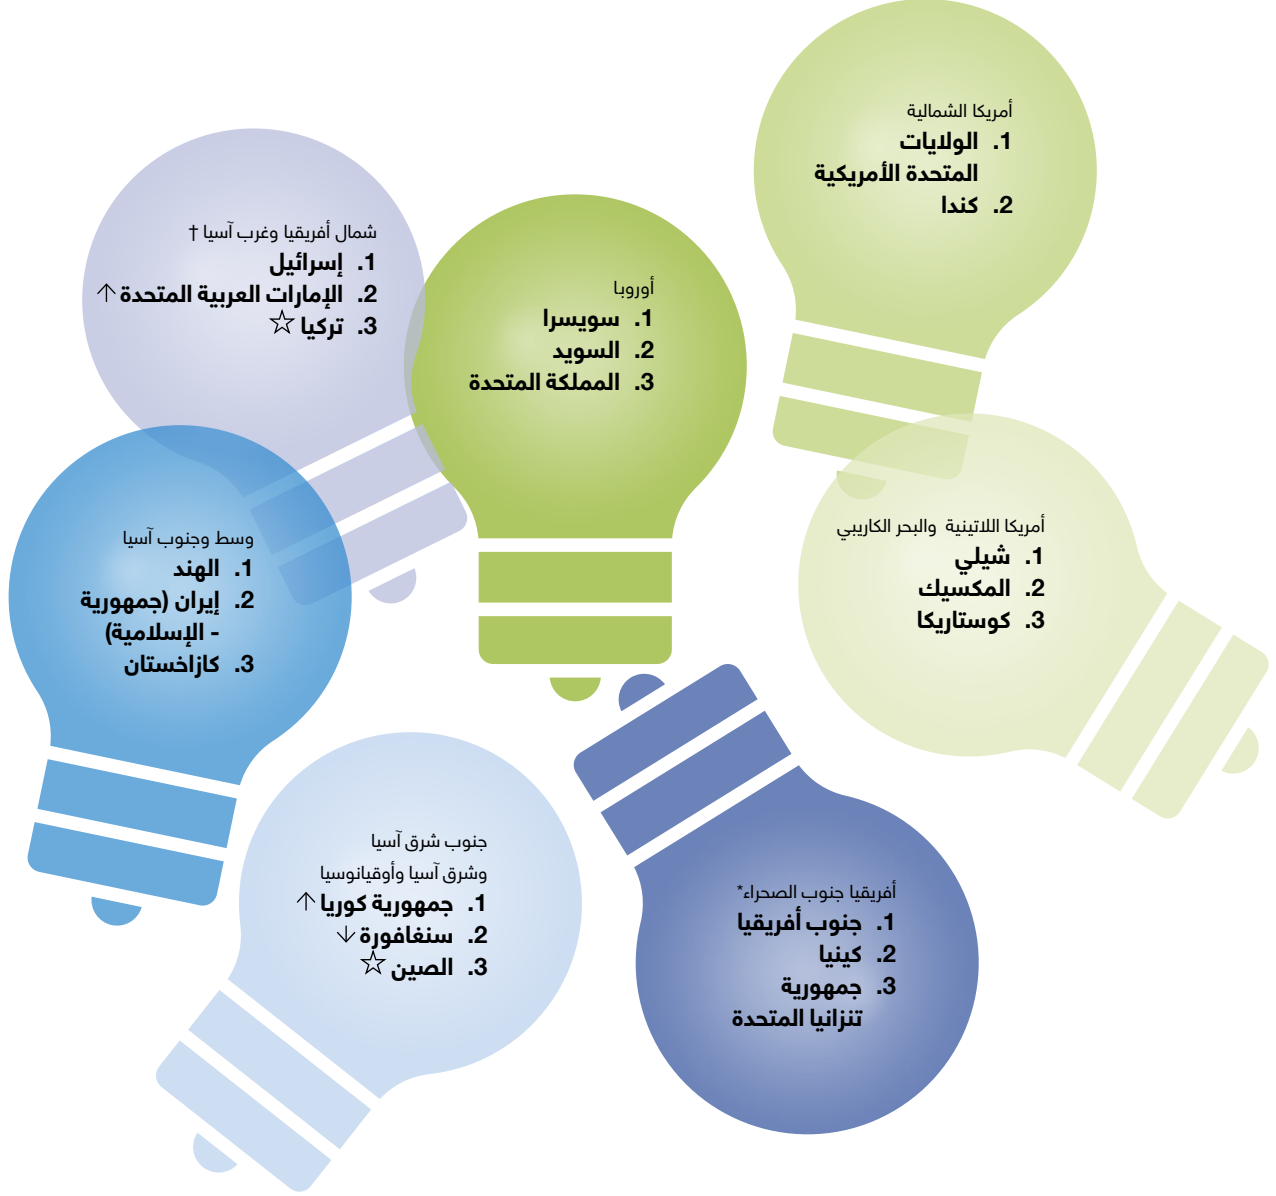 أمريكا الشمالية
1. الولايات
المتحدة الأمريكية
2. كندا
شمال أفريقيا وغرب آسيا †
1. إسرائيل
2. الإمارات العربية المتحدة ↑
3. تركيا ☆
أوروبا
1. سويسرا
2. السويد
3. المملكة المتحدة
أمريكا اللاتينية والبحر الكاريبي
1. شيلي
2. المكسيك
3. كوستاريكا
وسط وجنوب آسيا
1. الهند
2. إيران (جمهورية
- الإسلامية)
3. كازاخستان
جنوب شرق آسيا
وشرق آسيا وأوقيانوسيا
1. جمهورية كوريا ↑
2. سنغافورة ↓
3. الصين ☆
أفريقيا جنوب الصحراء*
1. جنوب أفريقيا
2. كينيا
3. جمهورية
تنزانيا المتحدة